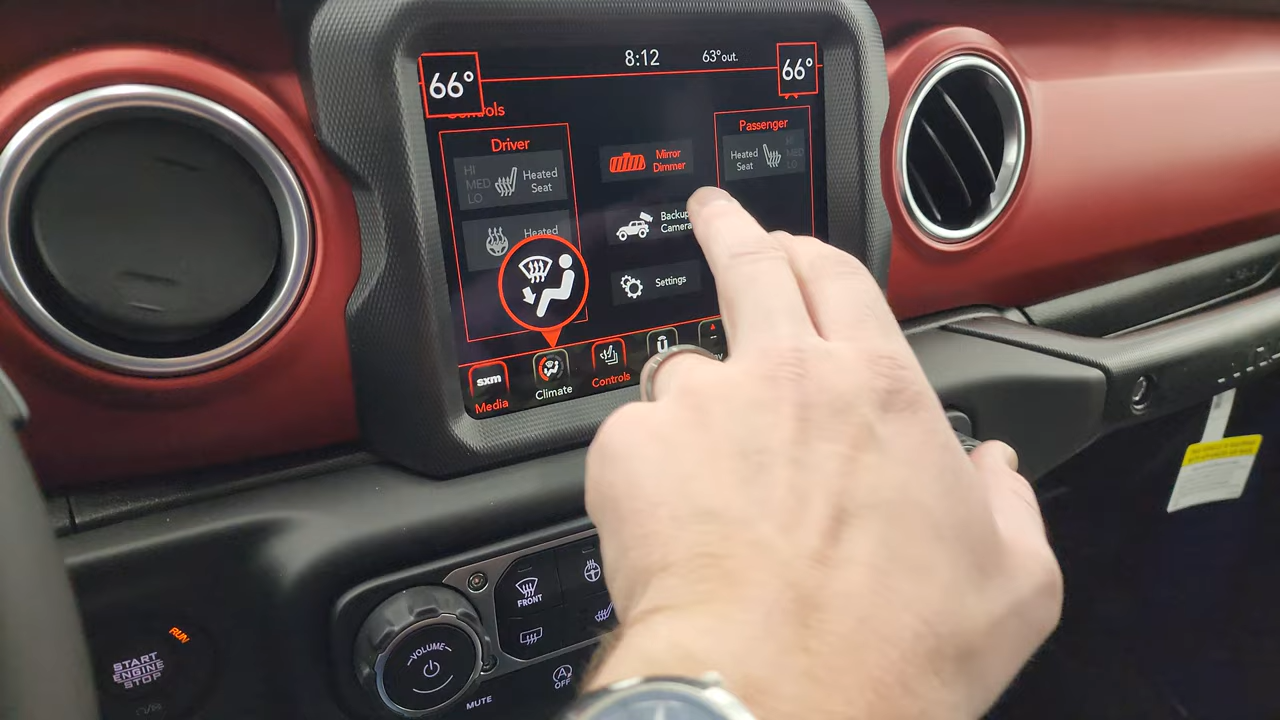 66°
8:12
63°out.
66°
Controls
Driver
HI
MED
LO
Heated
Seat
Heated
Mirror
Dimmer
Backup
Camera
Settings
Passenger
Heated
Seat
HI
MED
LO
sxm
Media
Climate
Controls
RUN
START
ENGINE
STOP
VOLUME
MUTE
FRONT
A
OFF